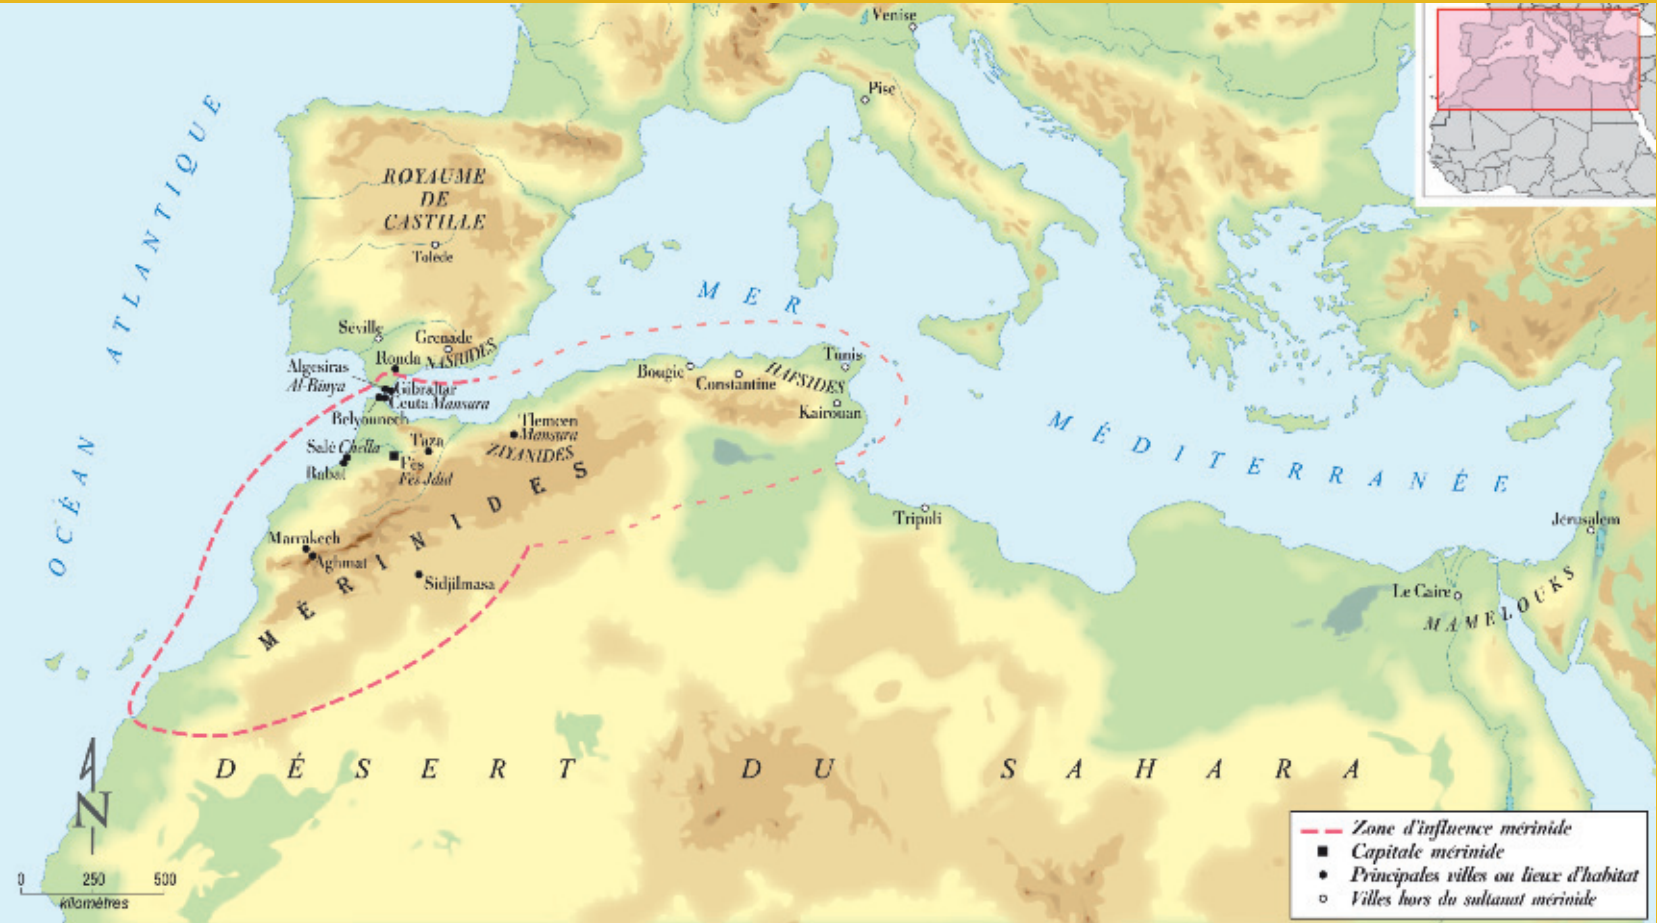 Venise
Pise
OCÉAN ATLANTIQUE
ROYAUME
DE
CASTILLE
Tolède
MER
MÉDITERRANÉE
Séville
Grenade
NASRIDES
Ronda
Algesiras
Al-Binya
Gibraltar
Ceuta Mansura
Belyounech
Bougie
Constantine
HAFSIDES
Tunis
Kairouan
Tlemcen
Mansura
ZIYANIDES
Taza
Salé Chella
Rabat
Fès
Fès Jdid
MÉRINIDES
Marrakech
Aghmat
Sidjilmasa
Tripoli
Jérusalem
Le Caire
MAMELOUKS
DÉSERT DU SAHARA
N
0 250 500
kilomètres
Zone d'influence mérinide
Capitale mérinide
Principales villes ou lieux d'habitat
Villes hors du sultanat mérinide